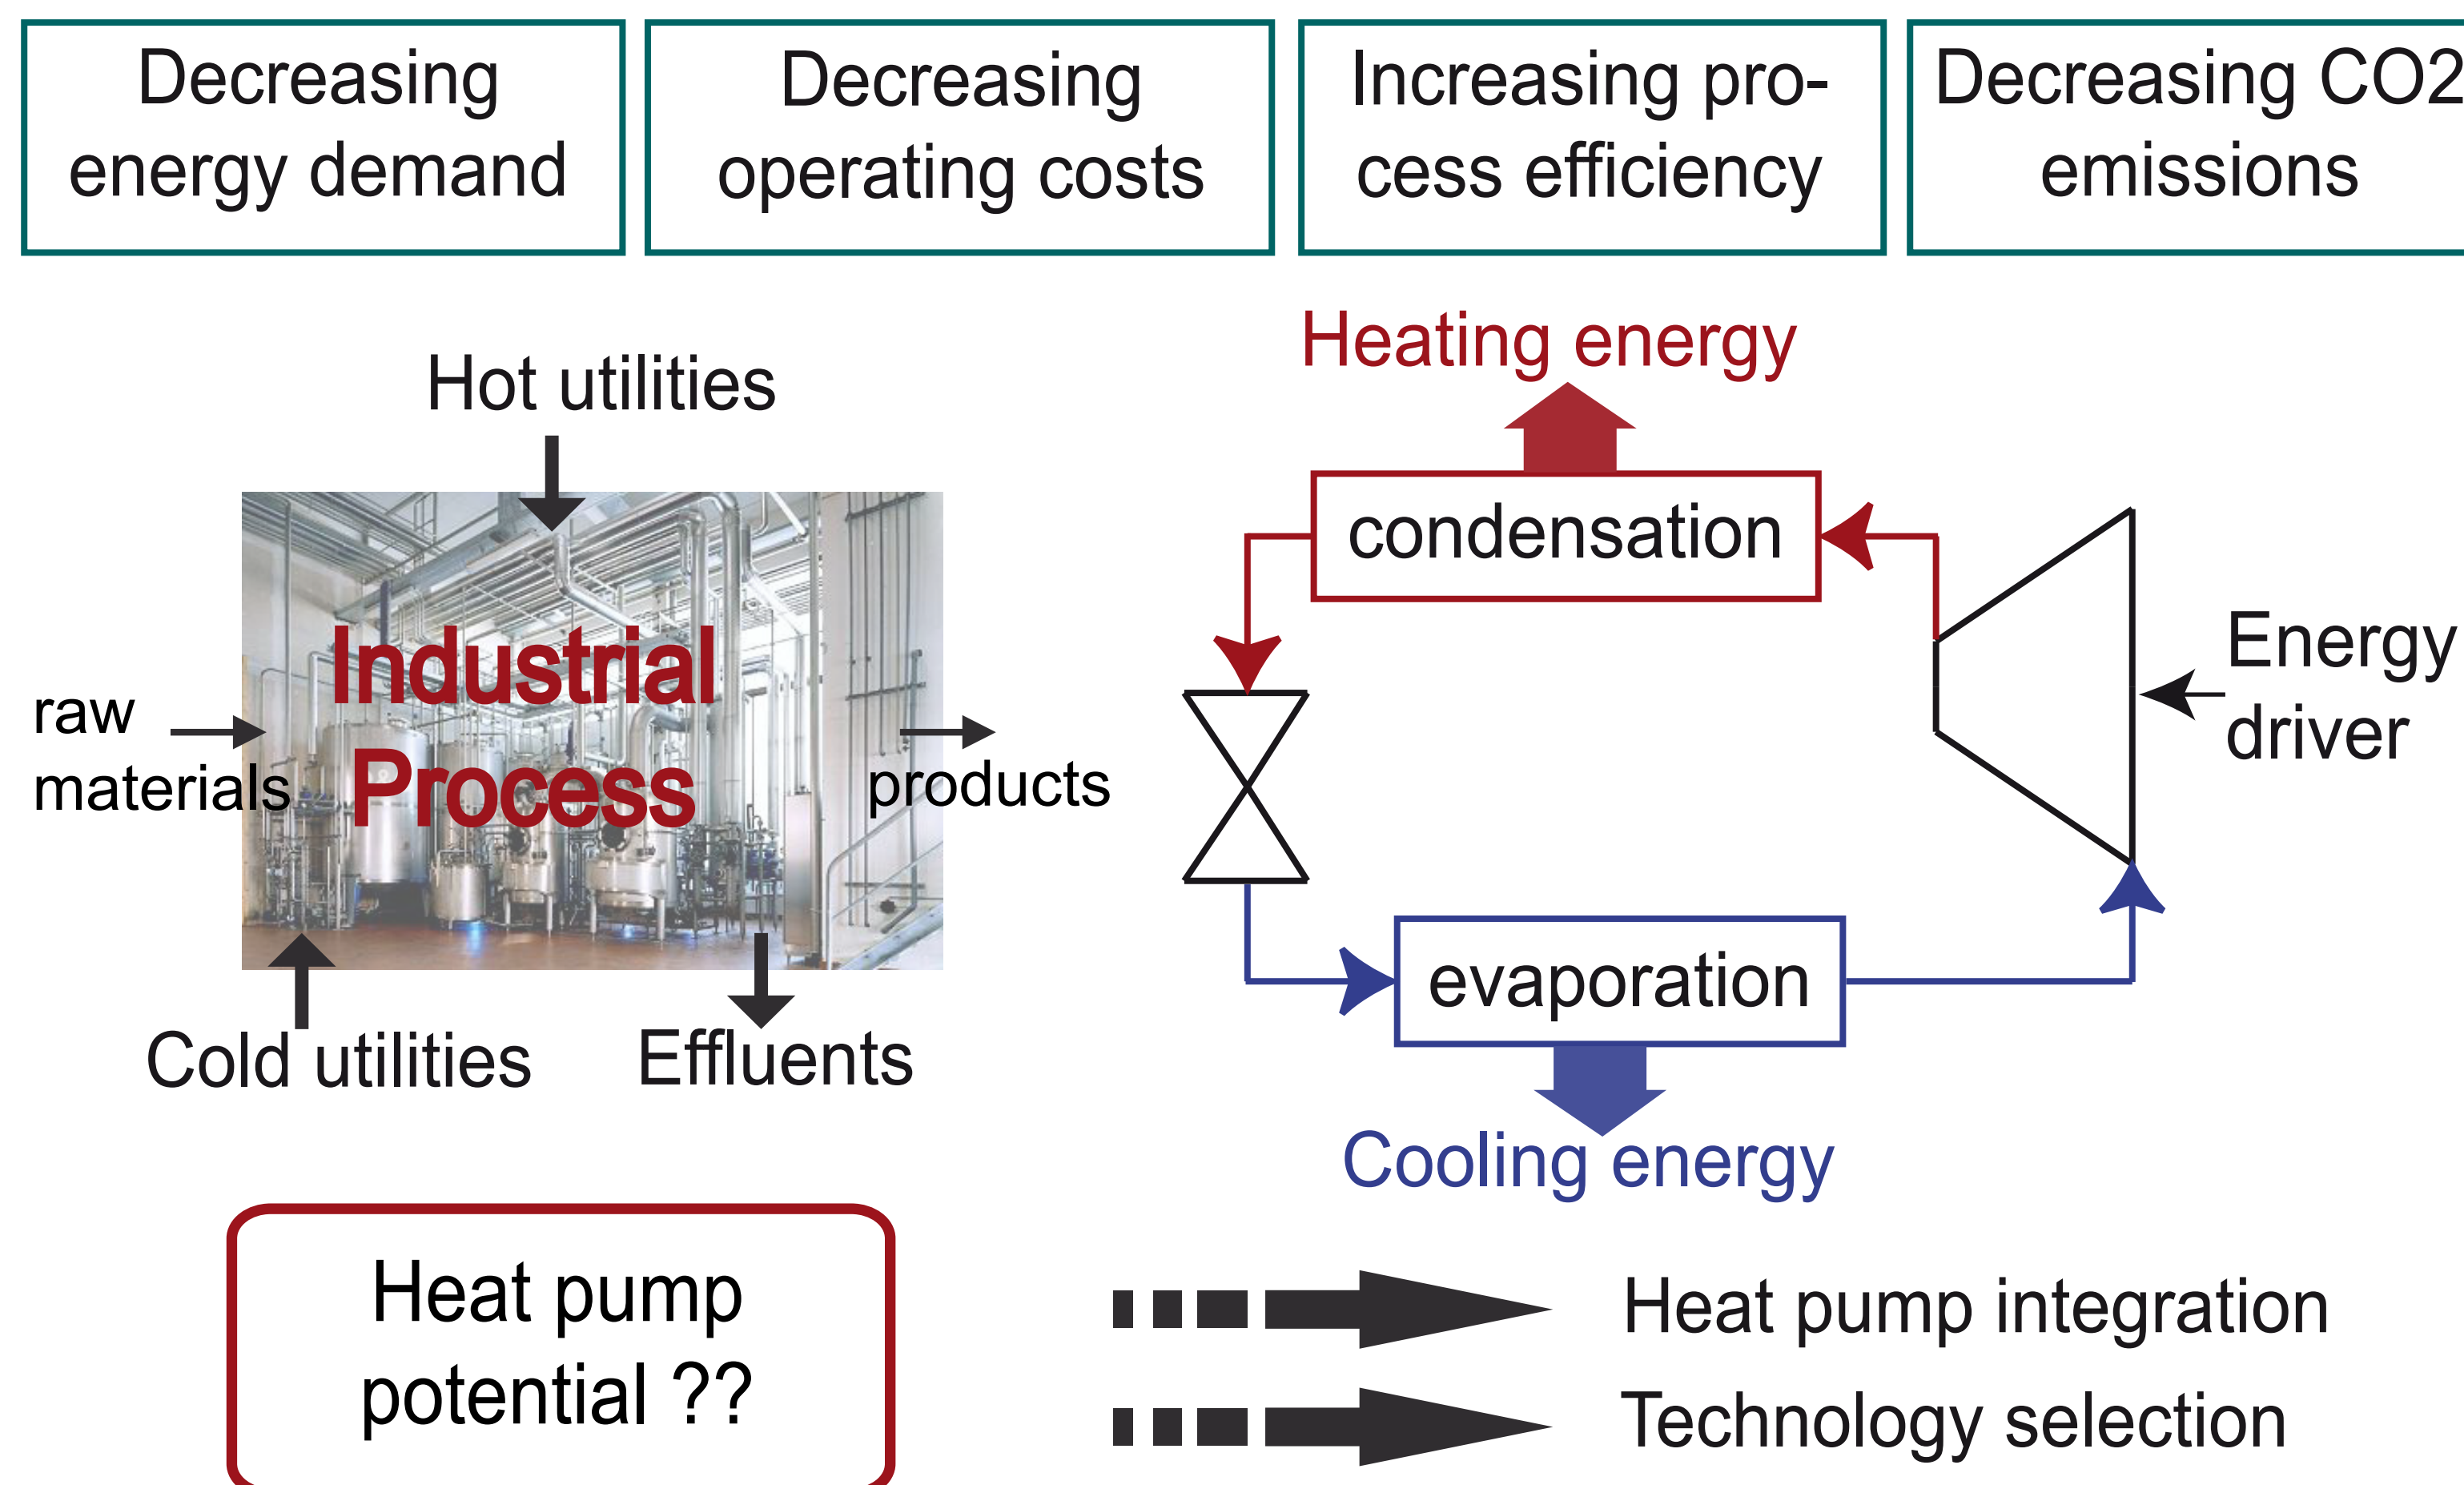 Decreasing
energy demand
Decreasing
operating costs
Increasing pro-
cess efficiency
Decreasing CO2
emissions
Hot utilities
Industrial
Process
raw
materials
products
Cold utilities
Effluents
Heating energy
condensation
Energy
driver
evaporation
Cooling energy
Heat pump
potential ??
Heat pump integration
Technology selection